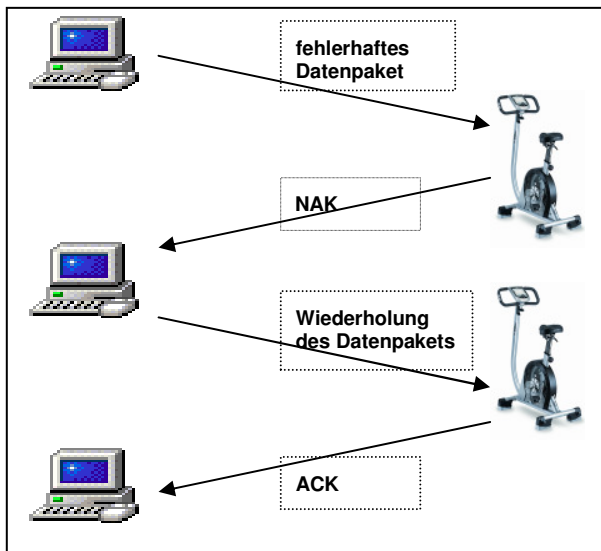 fehlerhaftes
Datenpaket
NAK
Wiederholung
des Datenpakets
ACK